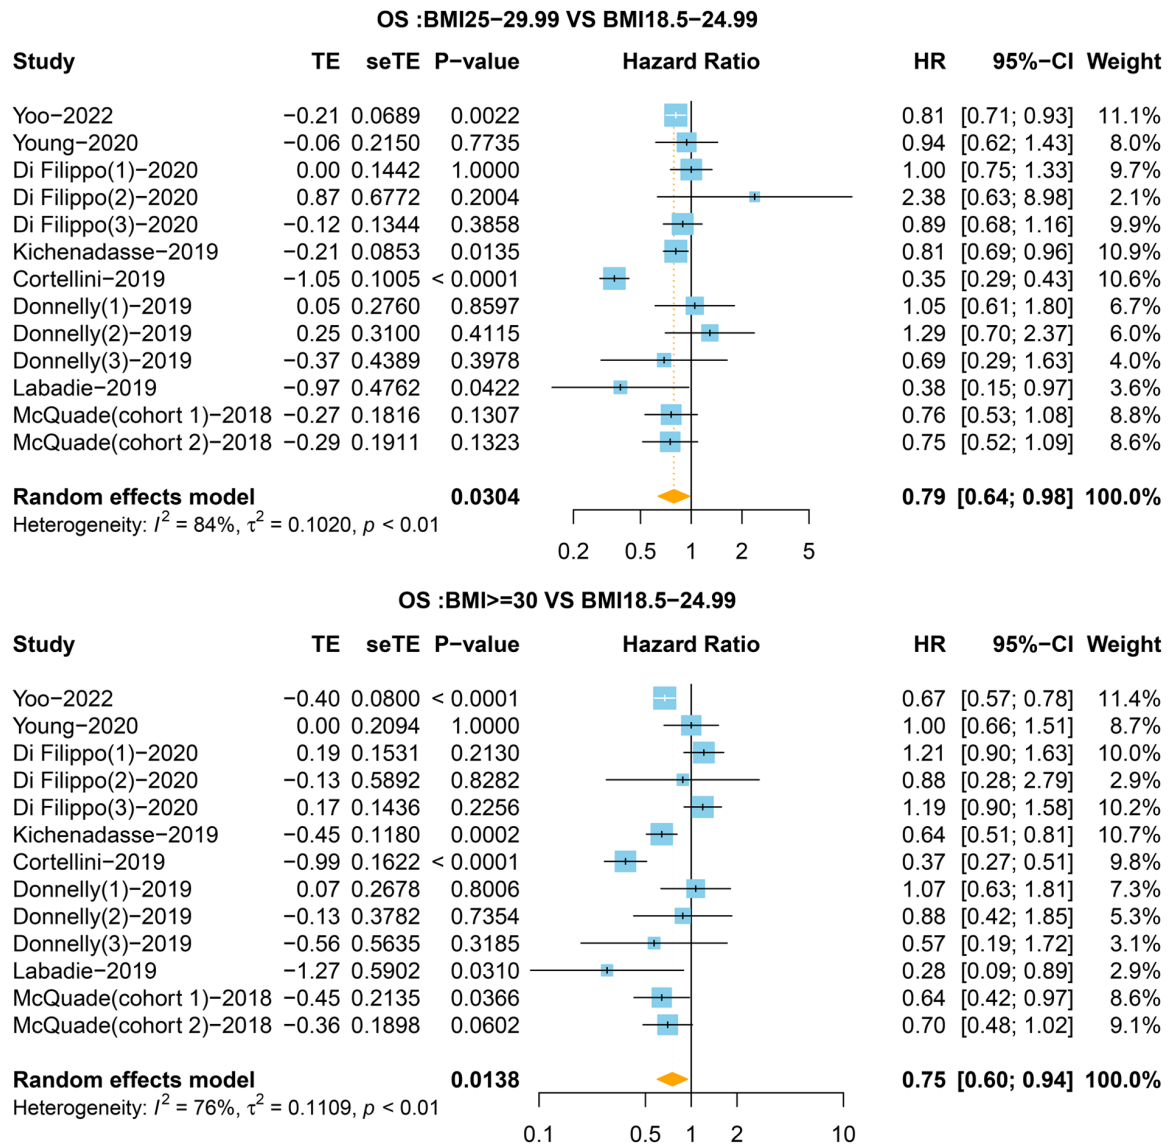 OS :BMI25−29.99 VS BMI18.5−24.99
Study TE seTE P−value Hazard Ratio HR 95%−CI Weight
Yoo−2022 −0.21 0.0689 0.0022 0.81 [0.71; 0.93] 11.1%
Young−2020 −0.06 0.2150 0.7735 0.94 [0.62; 1.43] 8.0%
Di Filippo(1)−2020 0.00 0.1442 1.0000 1.00 [0.75; 1.33] 9.7%
Di Filippo(2)−2020 0.87 0.6772 0.2004 2.38 [0.63; 8.98] 2.1%
Di Filippo(3)−2020 −0.12 0.1344 0.3858 0.89 [0.68; 1.16] 9.9%
Kichenadasse−2019 −0.21 0.0853 0.0135 0.81 [0.69; 0.96] 10.9%
Cortellini−2019 −1.05 0.1005 < 0.0001 0.35 [0.29; 0.43] 10.6%
Donnelly(1)−2019 0.05 0.2760 0.8597 1.05 [0.61; 1.80] 6.7%
Donnelly(2)−2019 0.25 0.3100 0.4115 1.29 [0.70; 2.37] 6.0%
Donnelly(3)−2019 −0.37 0.4389 0.3978 0.69 [0.29; 1.63] 4.0%
Labadie−2019 −0.97 0.4762 0.0422 0.38 [0.15; 0.97] 3.6%
McQuade(cohort 1)−2018 −0.27 0.1816 0.1307 0.76 [0.53; 1.08] 8.8%
McQuade(cohort 2)−2018 −0.29 0.1911 0.1323 0.75 [0.52; 1.09] 8.6%
Random effects model 0.0304 0.79 [0.64; 0.98] 100.0%
Heterogeneity: I² = 84%, τ² = 0.1020, p < 0.01
0.2 0.5 1 2 5
OS :BMI>=30 VS BMI18.5−24.99
Study TE seTE P−value Hazard Ratio HR 95%−CI Weight
Yoo−2022 −0.40 0.0800 < 0.0001 0.67 [0.57; 0.78] 11.4%
Young−2020 0.00 0.2094 1.0000 1.00 [0.66; 1.51] 8.7%
Di Filippo(1)−2020 0.19 0.1531 0.2130 1.21 [0.90; 1.63] 10.0%
Di Filippo(2)−2020 −0.13 0.5892 0.8282 0.88 [0.28; 2.79] 2.9%
Di Filippo(3)−2020 0.17 0.1436 0.2256 1.19 [0.90; 1.58] 10.2%
Kichenadasse−2019 −0.45 0.1180 0.0002 0.64 [0.51; 0.81] 10.7%
Cortellini−2019 −0.99 0.1622 < 0.0001 0.37 [0.27; 0.51] 9.8%
Donnelly(1)−2019 0.07 0.2678 0.8006 1.07 [0.63; 1.81] 7.3%
Donnelly(2)−2019 −0.13 0.3782 0.7354 0.88 [0.42; 1.85] 5.3%
Donnelly(3)−2019 −0.56 0.5635 0.3185 0.57 [0.19; 1.72] 3.1%
Labadie−2019 −1.27 0.5902 0.0310 0.28 [0.09; 0.89] 2.9%
McQuade(cohort 1)−2018 −0.45 0.2135 0.0366 0.64 [0.42; 0.97] 8.6%
McQuade(cohort 2)−2018 −0.36 0.1898 0.0602 0.70 [0.48; 1.02] 9.1%
Random effects model 0.0138 0.75 [0.60; 0.94] 100.0%
Heterogeneity: I² = 76%, τ² = 0.1109, p < 0.01
0.1 0.5 1 2 10